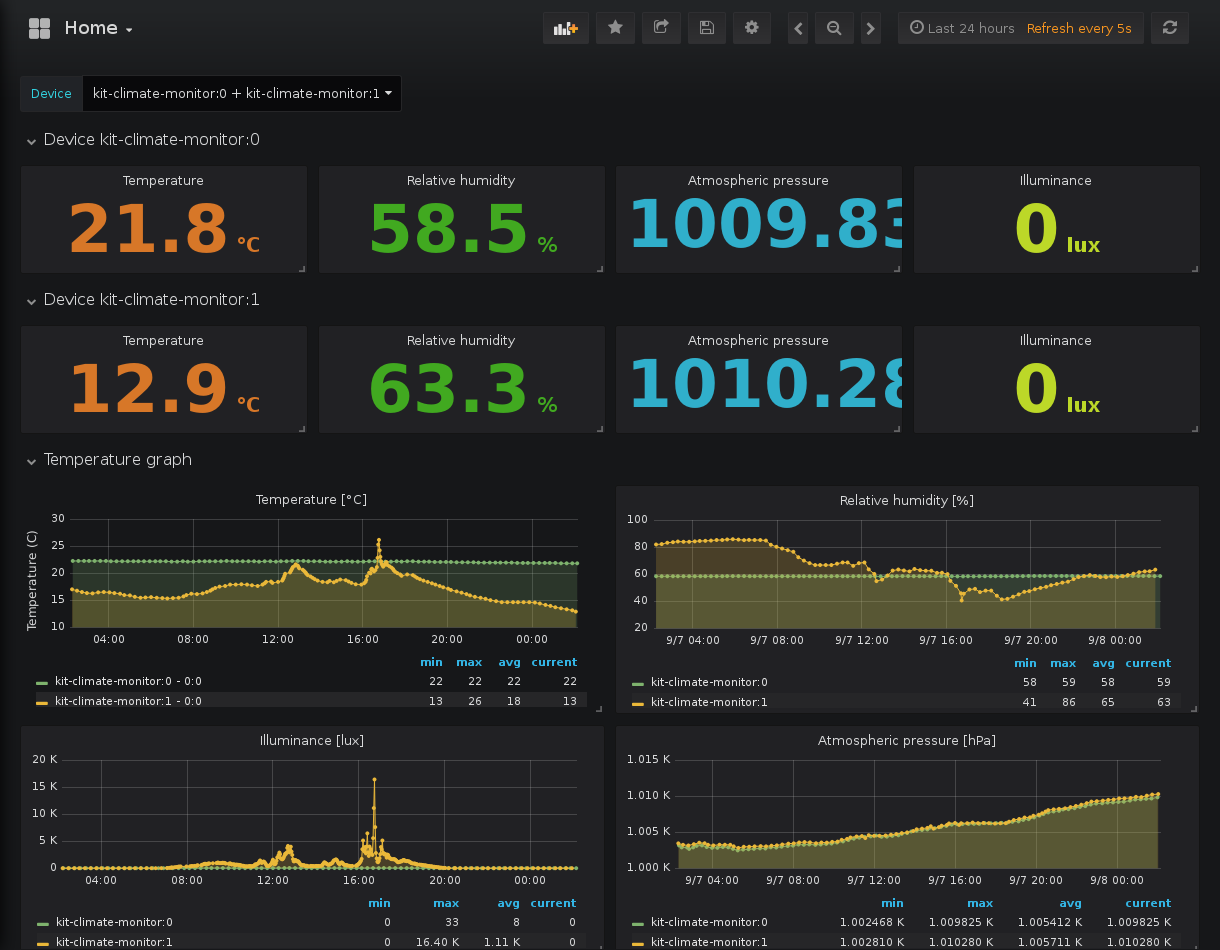 Home
Last 24 hours Refresh every 5s
Device kit-climate-monitor:0 + kit-climate-monitor:1
Device kit-climate-monitor:0
Temperature Relative humidity Atmospheric pressure Illuminance
21.8 °C 58.5 % 1009.83 0 lux
Device kit-climate-monitor:1
Temperature Relative humidity Atmospheric pressure Illuminance
12.9 °C 63.3 % 1010.28 0 lux
Temperature graph
Temperature [°C]
Temperature (C)
30
25
20
15
10
04:00 08:00 12:00 16:00 20:00 00:00
min max avg current
kit-climate-monitor:0 - 0:0 22 22 22 22
kit-climate-monitor:1 - 0:0 13 26 18 13
Relative humidity [%]
100
80
60
40
20
9/7 04:00 9/7 08:00 9/7 12:00 9/7 16:00 9/7 20:00 9/8 00:00
min max avg current
kit-climate-monitor:0 58 59 58 59
kit-climate-monitor:1 41 86 65 63
Illuminance [lux]
20 K
15 K
10 K
5 K
0
04:00 08:00 12:00 16:00 20:00 00:00
min max avg current
kit-climate-monitor:0 0 33 8 0
kit-climate-monitor:1 0 16.40 K 1.11 K 0
Atmospheric pressure [hPa]
1.015 K
1.010 K
1.005 K
1.000 K
9/7 04:00 9/7 08:00 9/7 12:00 9/7 16:00 9/7 20:00 9/8 00:00
min max avg current
kit-climate-monitor:0 1.002468 K 1.009825 K 1.005412 K 1.009825 K
kit-climate-monitor:1 1.002810 K 1.010280 K 1.005711 K 1.010280 K